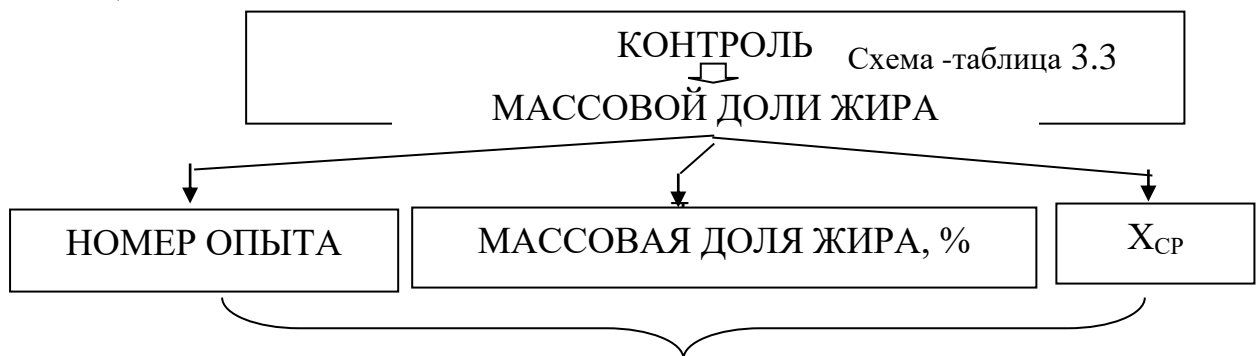 КОНТРОЛЬ
Схема -таблица 3.3
МАССОВОЙ ДОЛИ ЖИРА
НОМЕР ОПЫТА
МАССОВАЯ ДОЛЯ ЖИРА, %
XСР